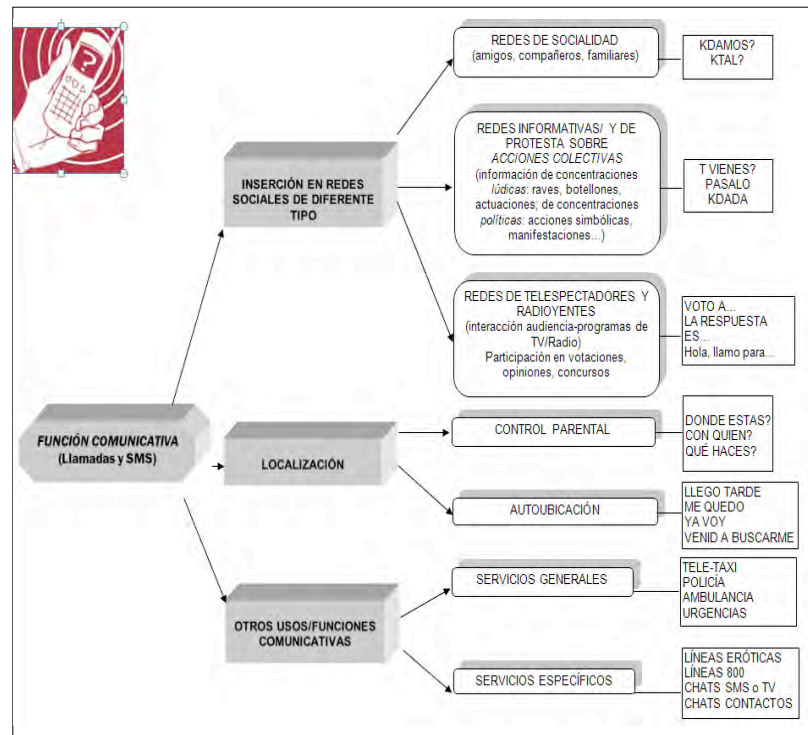 ?
REDES DE SOCIALIDAD
(amigos, compañeros, familiares)
KDAMOS?
KTAL?
INSERCIÓN EN REDES
SOCIALES DE DIFERENTE
TIPO
REDES INFORMATIVAS/ Y DE
PROTESTA SOBRE
ACCIONES COLECTIVAS
(información de concentraciones
lúdicas: raves, botellones,
actuaciones; de concentraciones
políticas: acciones simbólicas,
manifestaciones...)
T VIENES?
PASALO
KDADA
REDES DE TELESPECTADORES Y
RADIOYENTES
(interacción audiencia-programas de
TV/Radio)
Participación en votaciones,
opiniones, concursos
VOTO A...
LA RESPUESTA
ES...
Hola, llamo para...
FUNCIÓN COMUNICATIVA
(Llamadas y SMS)
LOCALIZACIÓN
CONTROL PARENTAL
DONDE ESTAS?
CON QUIEN?
QUÉ HACES?
AUTOUBICACIÓN
LLEGO TARDE
ME QUEDO
YA VOY
VENID A BUSCARME
OTROS USOS/FUNCIONES
COMUNICATIVAS
SERVICIOS GENERALES
TELE-TAXI
POLICÍA
AMBULANCIA
URGENCIAS
SERVICIOS ESPECÍFICOS
LÍNEAS ERÓTICAS
LÍNEAS 800
CHATS SMS o TV
CHATS CONTACTOS